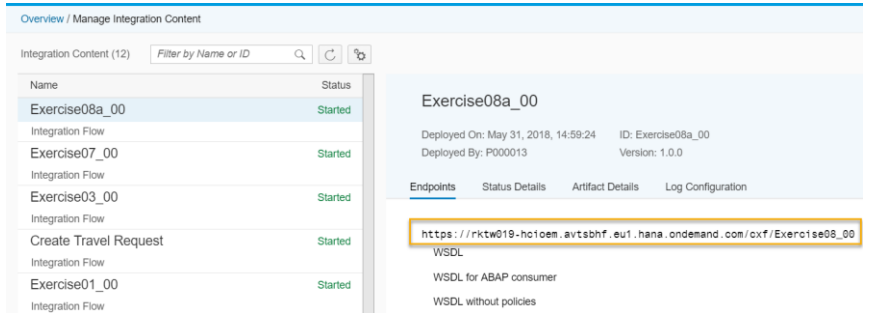 Overview / Manage Integration Content
Integration Content (12) Filter by Name or ID
Name Status
Exercise08a_00 Started
Integration Flow
Exercise07_00 Started
Integration Flow
Exercise03_00 Started
Integration Flow
Create Travel Request Started
Integration Flow
Exercise01_00 Started
Integration Flow
Exercise08a_00
Deployed On: May 31, 2018, 14:59:24 ID: Exercise08a_00
Deployed By: P000013 Version: 1.0.0
Endpoints Status Details Artifact Details Log Configuration
https://rktw019-hcioem.avtsbhf.eu1.hana.ondemand.com/cxf/Exercise08_00
WSDL
WSDL for ABAP consumer
WSDL without policies